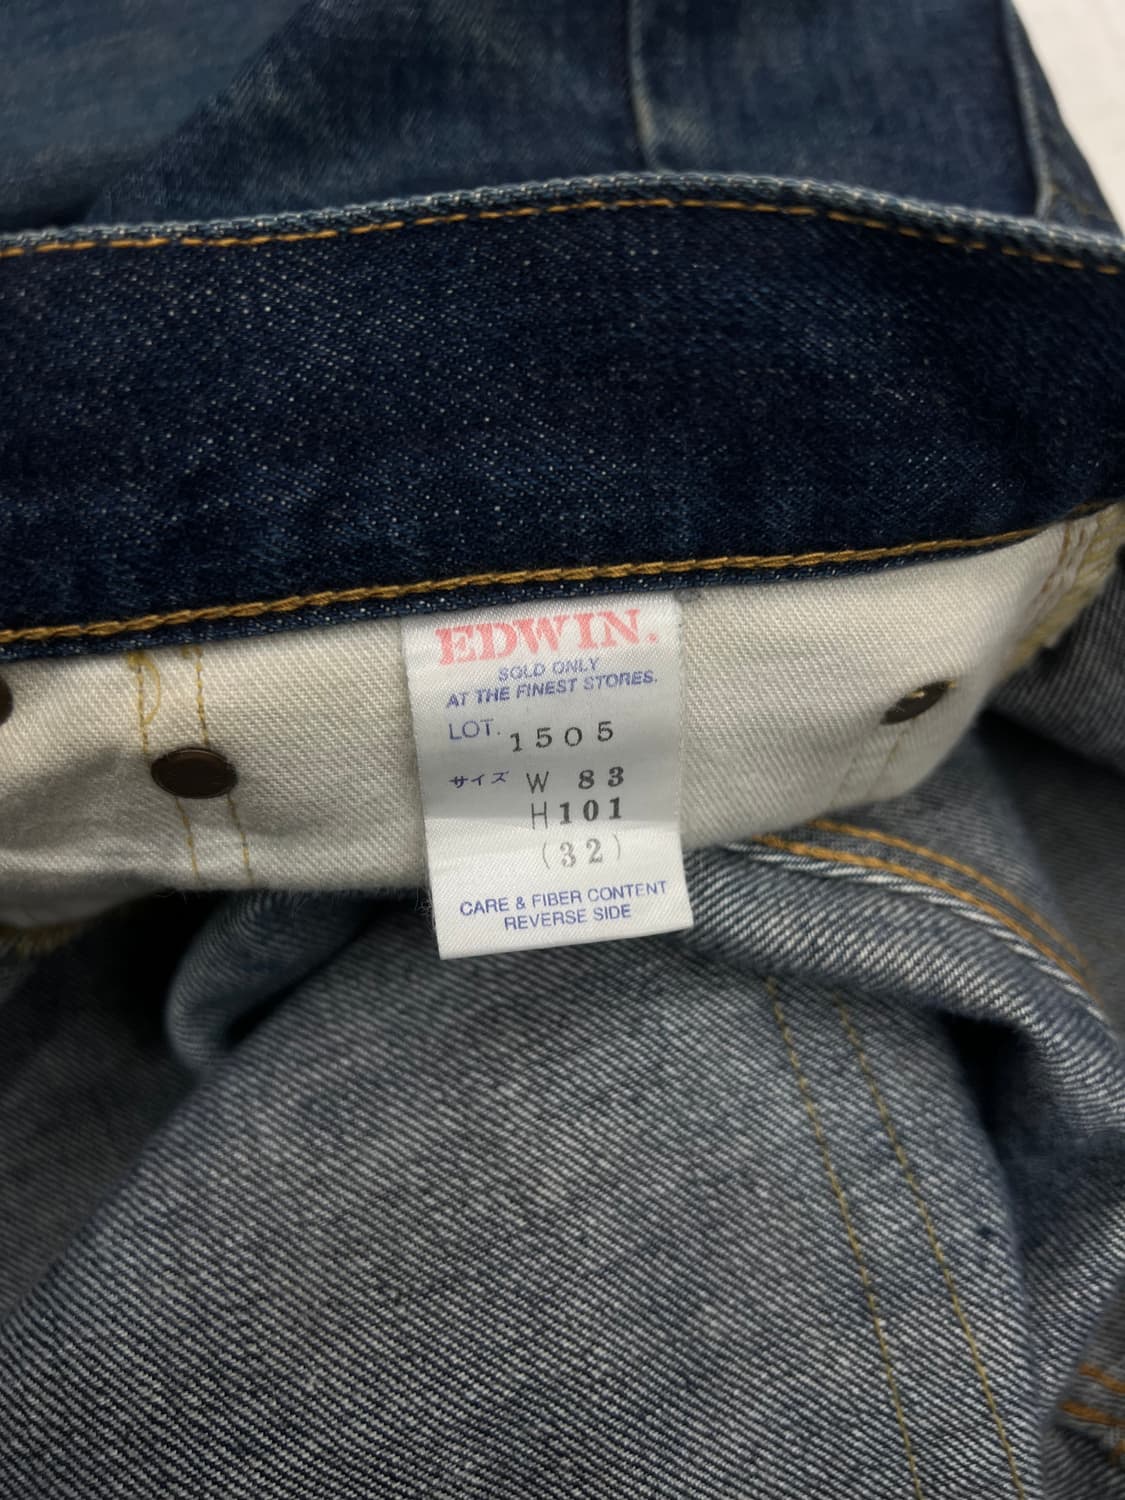 EDWIN.
SOLD ONLY
AT THE FINEST STORES.
LOT. 1505
サイズ W 83
H101
(32)
CARE & FIBER CONTENT
REVERSE SIDE